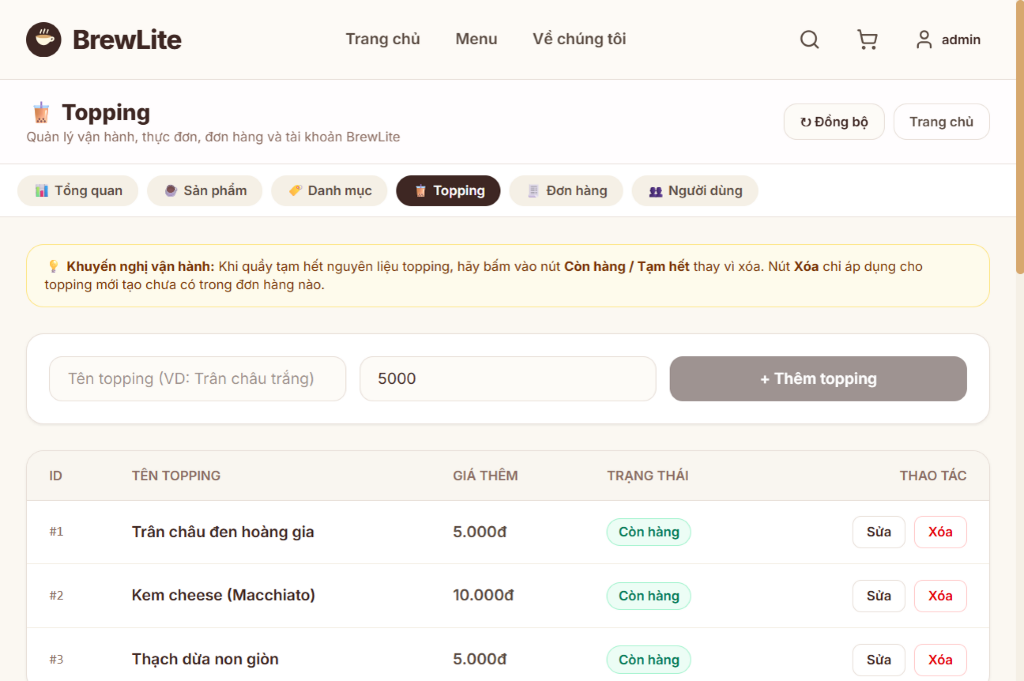 BrewLite
Trang chủ
Menu
Về chúng tôi
admin
Topping
Quản lý vận hành, thực đơn, đơn hàng và tài khoản BrewLite
↻ Đồng bộ
Trang chủ
Tổng quan
Sản phẩm
Danh mục
Topping
Đơn hàng
Người dùng
Khuyến nghị vận hành: Khi quầy tạm hết nguyên liệu topping, hãy bấm vào nút Còn hàng / Tạm hết thay vì xóa. Nút Xóa chỉ áp dụng cho
topping mới tạo chưa có trong đơn hàng nào.
Tên topping (VD: Trân châu trắng)
5000
+ Thêm topping
ID TÊN TOPPING GIÁ THÊM TRẠNG THÁI THAO TÁC
#1 Trân châu đen hoàng gia 5.000đ Còn hàng Sửa Xóa
#2 Kem cheese (Macchiato) 10.000đ Còn hàng Sửa Xóa
#3 Thạch dừa non giòn 5.000đ Còn hàng Sửa Xóa